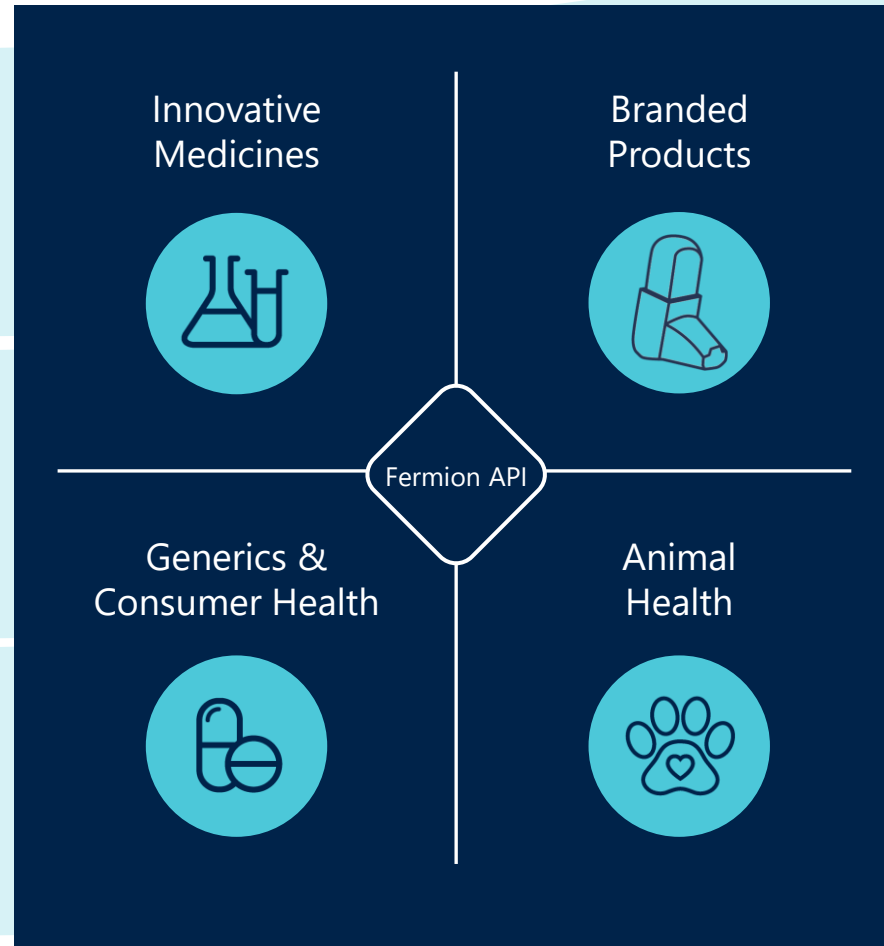 Innovative
Medicines
Branded
Products
Fermion API
Generics &
Consumer Health
Animal
Health